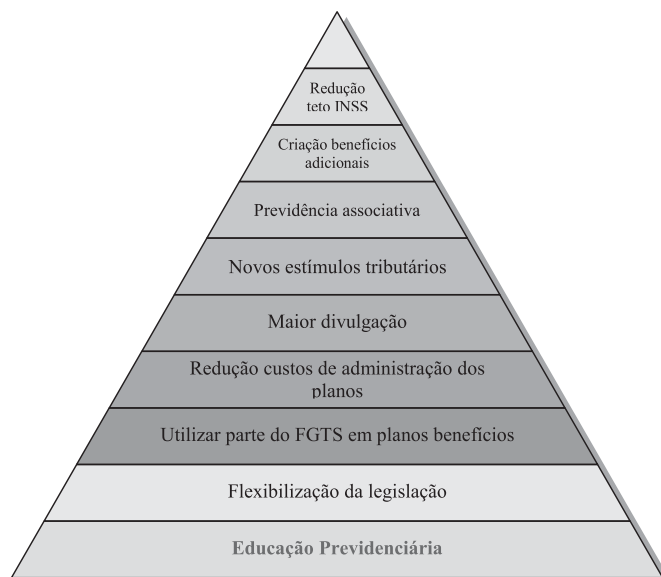 Redução
teto INSS
Criação benefícios
adicionais
Previdência associativa
Novos estímulos tributários
Maior divulgação
Redução custos de administração dos
planos
Utilizar parte do FGTS em planos benefícios
Flexibilização da legislação
Educação Previdenciária